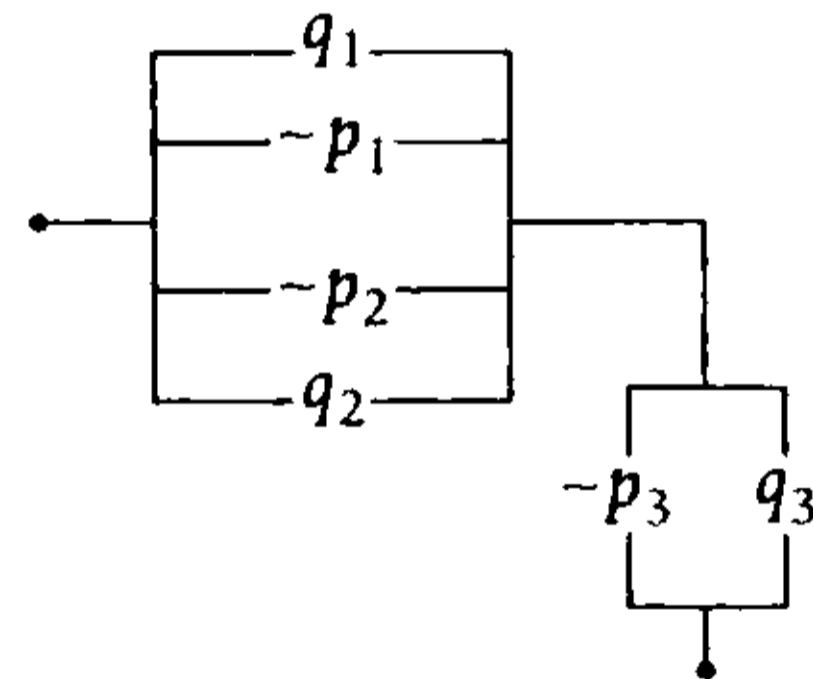 q₁
~p₁
~p₂
q₂
~p₃ q₃